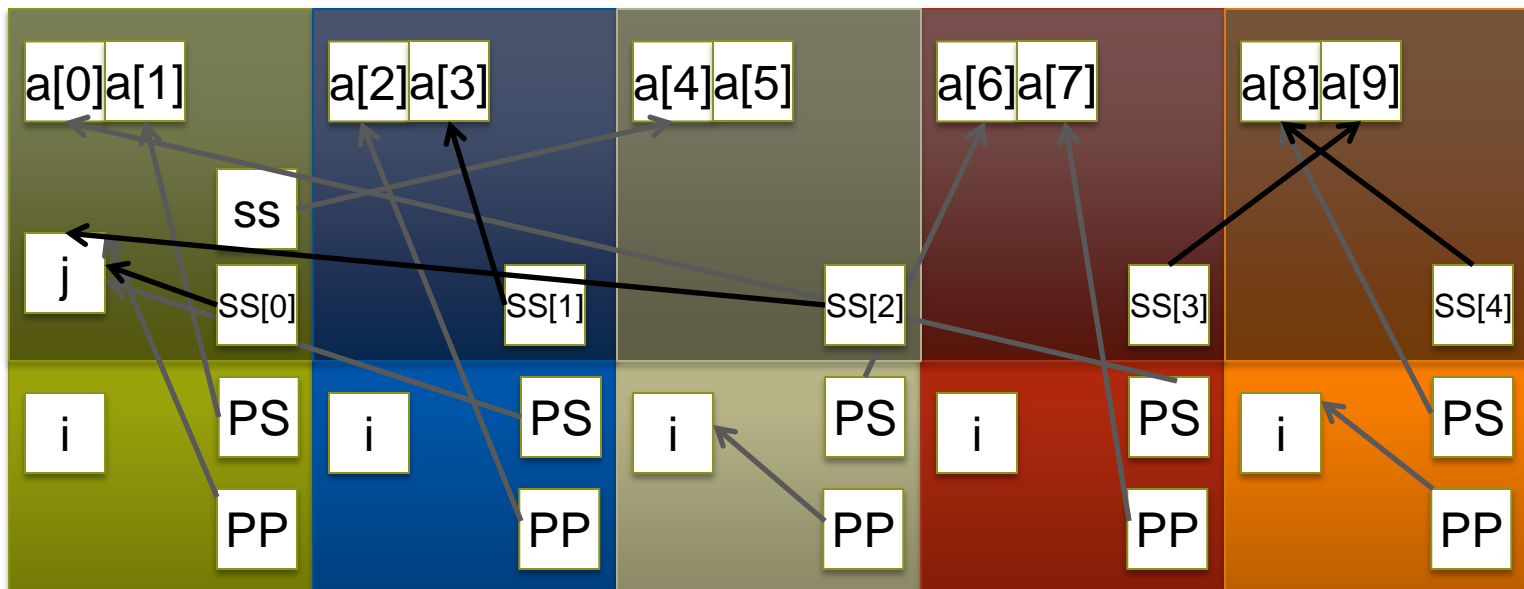 a[0] a[1] a[2] a[3] a[4] a[5] a[6] a[7] a[8] a[9]
ss
j
SS[0] SS[1] SS[2] SS[3] SS[4]
i PS i PS i PS i PS i PS
PP PP PP PP PP